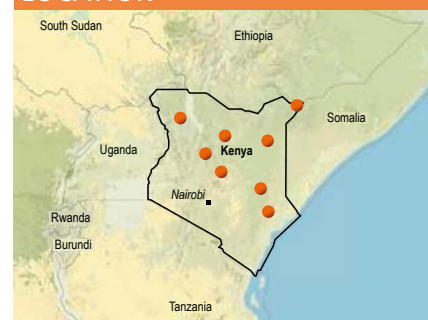 South Sudan
Ethiopia
Somalia
Uganda
Kenya
Nairobi
Rwanda
Burundi
Tanzania